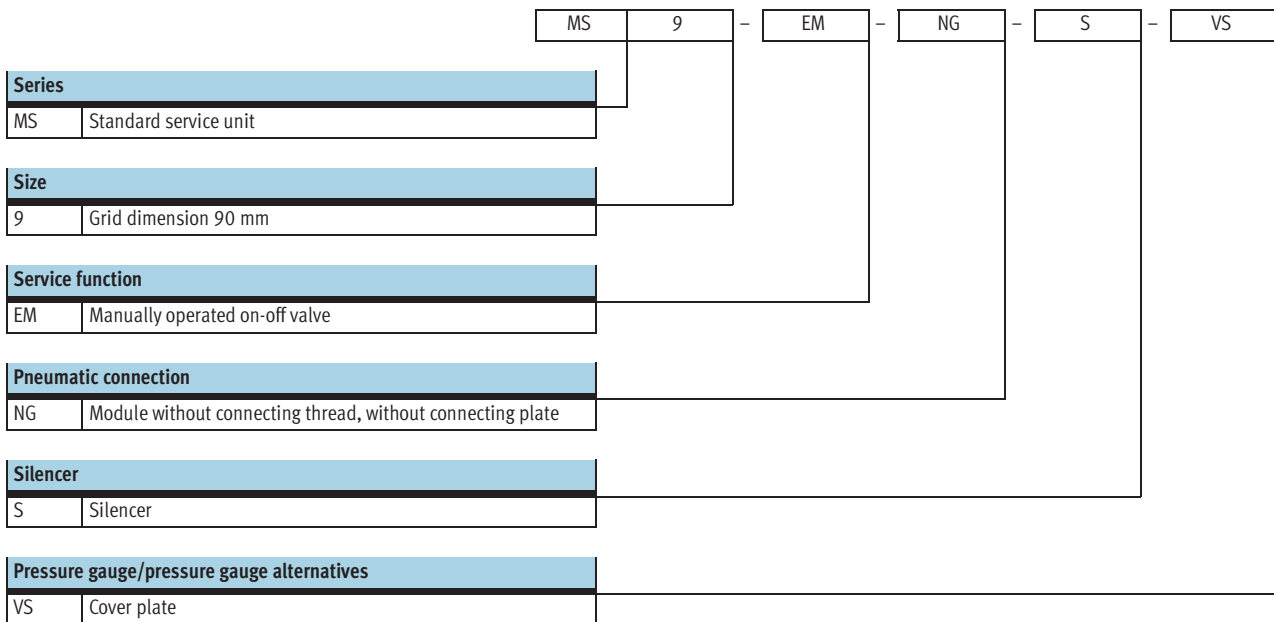 MS 9 – EM – NG – S – VS
Series
MS Standard service unit
Size
9 Grid dimension 90 mm
Service function
EM Manually operated on-off valve
Pneumatic connection
NG Module without connecting thread, without connecting plate
Silencer
S Silencer
Pressure gauge/pressure gauge alternatives
VS Cover plate